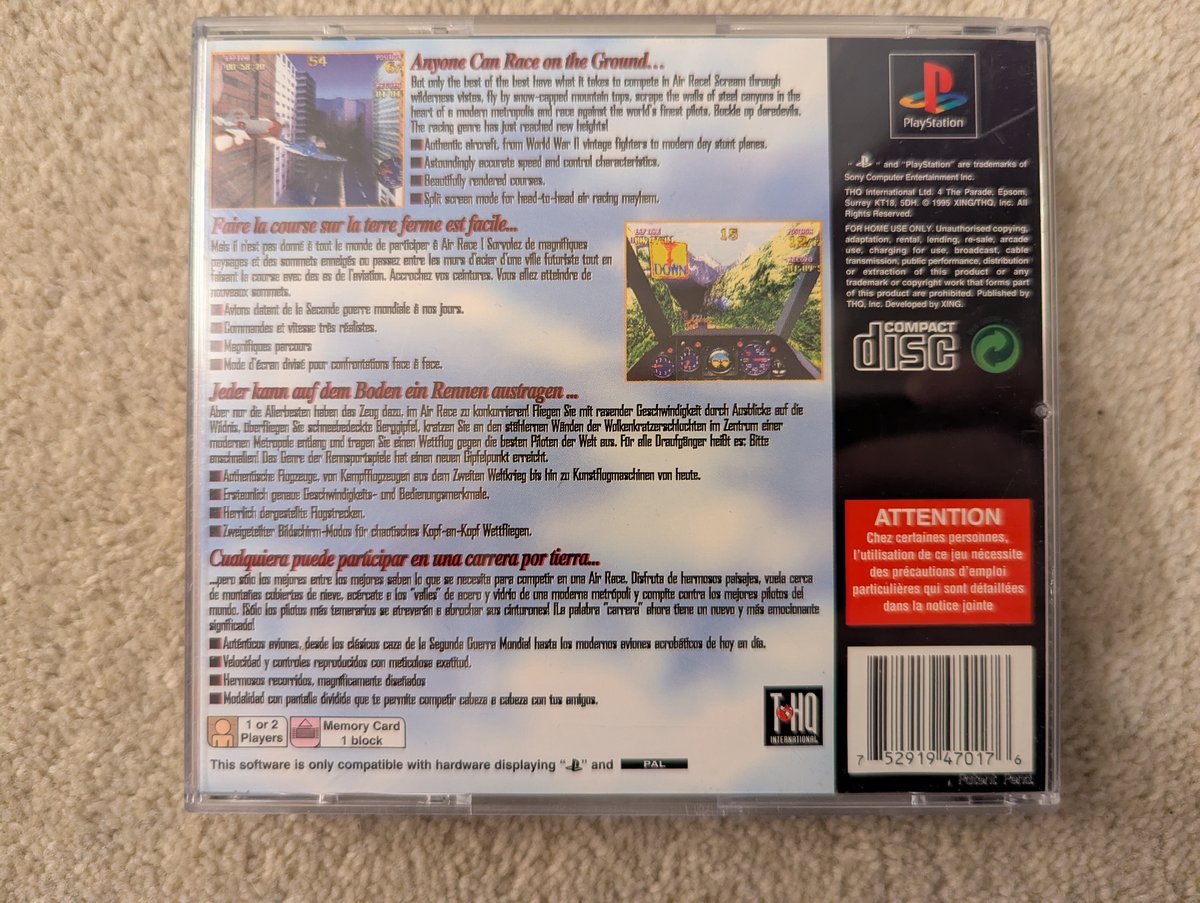 Anyone Can Race on the Ground...
But only the best of the best have what it takes to compete in Air Race! Scream through
wilderness vistas, fly by snow-capped mountain tops, scrape the walls of steel canyons in the
heart of a modern metropolis and race against the world's finest pilots. Buckle up daredevils.
The racing genre has just reached new heights!
Authentic aircraft, from World War II vintage fighters to modern day stunt planes.
Astoundingly accurate speed and control characteristics.
Beautifully rendered courses.
Split screen mode for head-to-head air racing mayhem.
54
Faire la course sur la terre ferme est facile...
Mais il n'est pas donné à tout le monde de participer à Air Race ! Survolez de magnifiques
paysages et des sommets enneigés ou passez entre les murs d'acier d'une ville futuriste tout en
faisant la course avec des as de l'aviation. Accrochez vos ceintures. Vous allez atteindre de
nouveaux sommets.
Avions datant de la Seconde guerre mondiale à nos jours.
Commandes et vitesse très réalistes.
Magnifiques parcours
Mode d'écran divisé pour confrontations face à face.
LAP TIME
15
POSITION
DOWN
Jeder kann auf dem Boden ein Rennen austragen ...
Aber nur die Allerbesten haben das Zeug dazu, im Air Race zu konkurrieren! Fliegen Sie mit rasender Geschwindigkeit durch Ausblicke auf die
Wildnis, überfliegen Sie schneebedeckte Berggipfel, kratzen Sie an den stählernen Wänden der Wolkenkratzerschluchten im Zentrum einer
modernen Metropole entlang und tragen Sie einen Wettflug gegen die besten Piloten der Welt aus. Für alle Draufgänger heißt es: Bitte
anschnallen! Das Genre der Rennsportspiele hat einen neuen Gipfelpunkt erreicht.
Authentische Flugzeuge, von Kampfflugzeugen aus dem Zweiten Weltkrieg bis hin zu Kunstflugmaschinen von heute.
Erstaunlich genaue Geschwindigkeits- und Bedienungsmerkmale.
Herrlich dargestellte Flugstrecken.
Zweigeteilter Bildschirm-Modus für chaotisches Kopf-an-Kopf Wettfliegen.
Cualquiera puede participar en una carrera por tierra...
...pero sólo los mejores entre los mejores saben lo que se necesita para competir en una Air Race. Disfruta de hermosos paisajes, vuela cerca
de montañas cubiertas de nieve, acércate a los "valles" de acero y vidrio de una moderna metrópoli y compite contra los mejores pilotos del
mundo. ¡Sólo los pilotos más temerarios se atreverán a abrochar sus cinturones! ¡La palabra "carrera" ahora tiene un nuevo y más emocionante
significado!
Auténticos aviones, desde los clásicos caza de la Segunda Guerra Mundial hasta los modernos aviones acrobáticos de hoy en día.
Velocidad y controles reproducidos con meticulosa exatitud.
Hermosos recorridos, magníficamente diseñados
Modalidad con pantalla dividida que te permite competir cabeza a cabeza con tus amigos.
1 or 2
Players
Memory Card
1 block
This software is only compatible with hardware displaying " " and PAL
THQ
INTERNATIONAL
PlayStation
" " and "PlayStation" are trademarks of
Sony Computer Entertainment Inc.
THQ International Ltd. 4 The Parade, Epsom,
Surrey KT18, 5DH. © 1995 XING/THQ, Inc. All
Rights Reserved.
FOR HOME USE ONLY. Unauthorised copying,
adaptation, rental, lending, re-sale, arcade
use, charging for use, broadcast, cable
transmission, public performance, distribution
or extraction of this product or any
trademark or copyright work that forms part
of this product are prohibited. Published by
THQ, Inc. Developed by XING.
COMPACT
disc
ATTENTION
Chez certaines personnes,
l'utilisation de ce jeu nécessite
des précautions d'emploi
particulières qui sont détaillées
dans la notice jointe
7 52919 47017 6
Patent Pend.